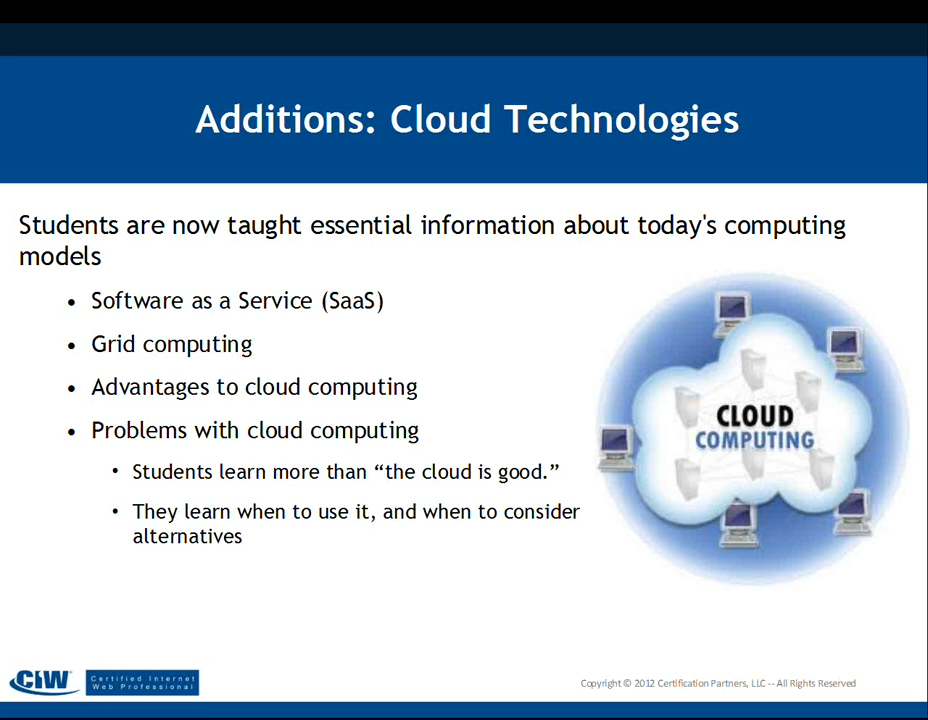 Additions: Cloud Technologies
Students are now taught essential information about today's computing
models
• Software as a Service (SaaS)
• Grid computing
• Advantages to cloud computing
• Problems with cloud computing
• Students learn more than “the cloud is good.”
• They learn when to use it, and when to consider
alternatives
CLOUD
COMPUTING
CIW
Certified Internet
Web Professional
Copyright © 2012 Certification Partners, LLC -- All Rights Reserved